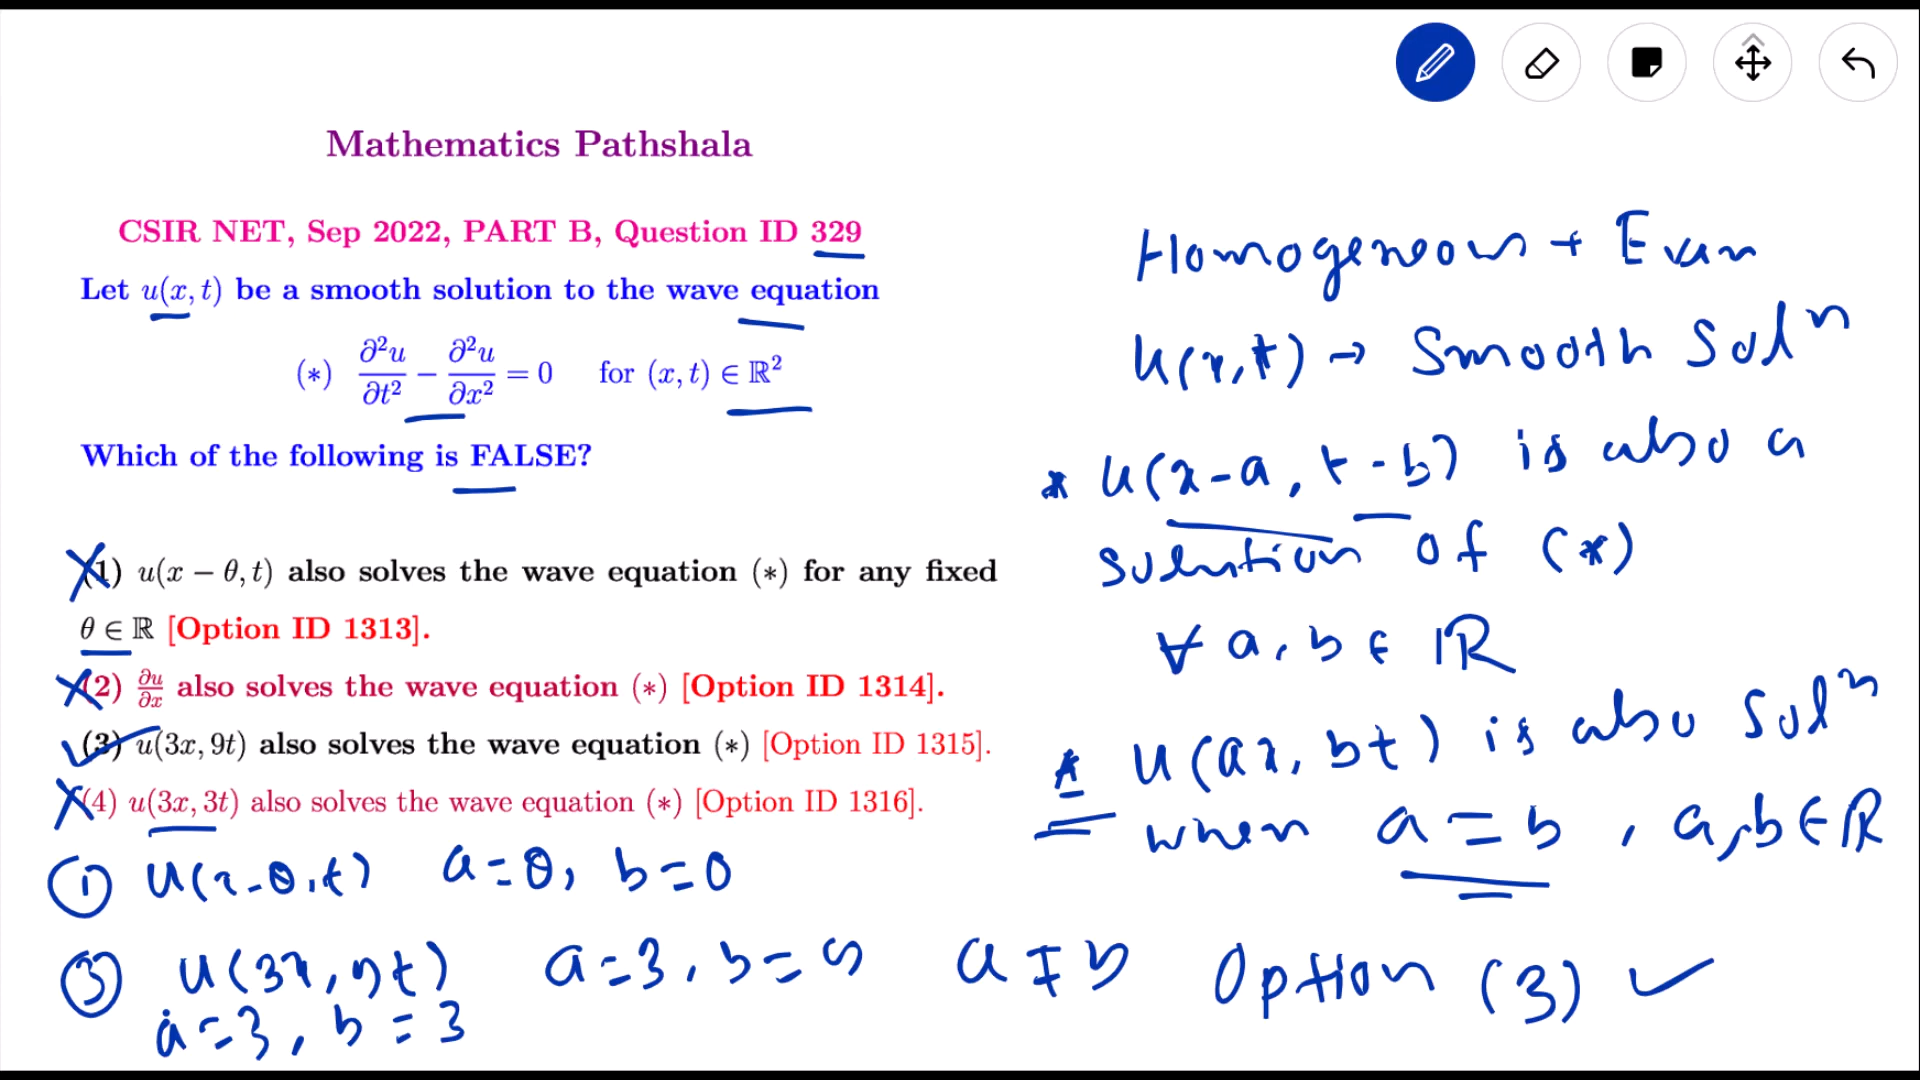 Mathematics Pathshala
CSIR NET, Sep 2022, PART B, Question ID 329
Let u(x, t) be a smooth solution to the wave equation
(∗) ∂²u/∂t² − ∂²u/∂x² = 0 for (x, t) ∈ ℝ²
Which of the following is FALSE?
(1) u(x − θ, t) also solves the wave equation (∗) for any fixed
θ ∈ ℝ [Option ID 1313].
(2) ∂u/∂x also solves the wave equation (∗) [Option ID 1314].
(3) u(3x, 9t) also solves the wave equation (∗) [Option ID 1315].
(4) u(3x, 3t) also solves the wave equation (∗) [Option ID 1316].
① u(x-θ,t) a=θ, b=0
③ u(3x,9t) a=3, b=9 a≠b Option (3) ✓
a=3, b=3
Homogeneous +
u(x,t) → Smooth Solⁿ
* u(x-a, t-b) is also a
solution of (*)
∀ a, b ∈ ℝ
* u(ax, bt) is also Solⁿ
when a = b, a,b ∈ ℝ